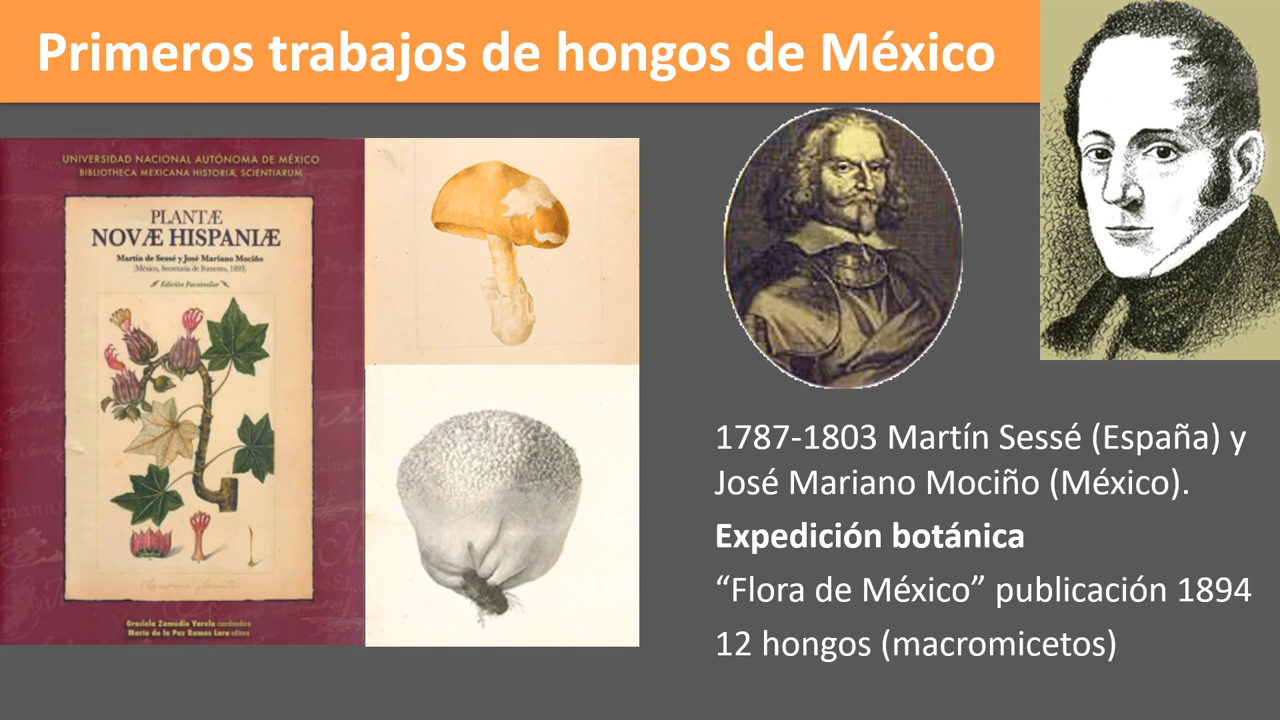 Primeros trabajos de hongos de México
UNIVERSIDAD NACIONAL AUTÓNOMA DE MÉXICO
BIBLIOTHECA MEXICANA HISTORIÆ SCIENTIARUM
PLANTÆ
NOVÆ HISPANIÆ
Martín de Sessé y José Mariano Mociño
(México, Secretaría de Fomento, 1893)
Edición Facsimilar
Graciela Zamudio Varela coordinadora
María de la Paz Ramos Lara editora
1787-1803 Martín Sessé (España) y
José Mariano Mociño (México).
Expedición botánica
“Flora de México” publicación 1894
12 hongos (macromicetos)